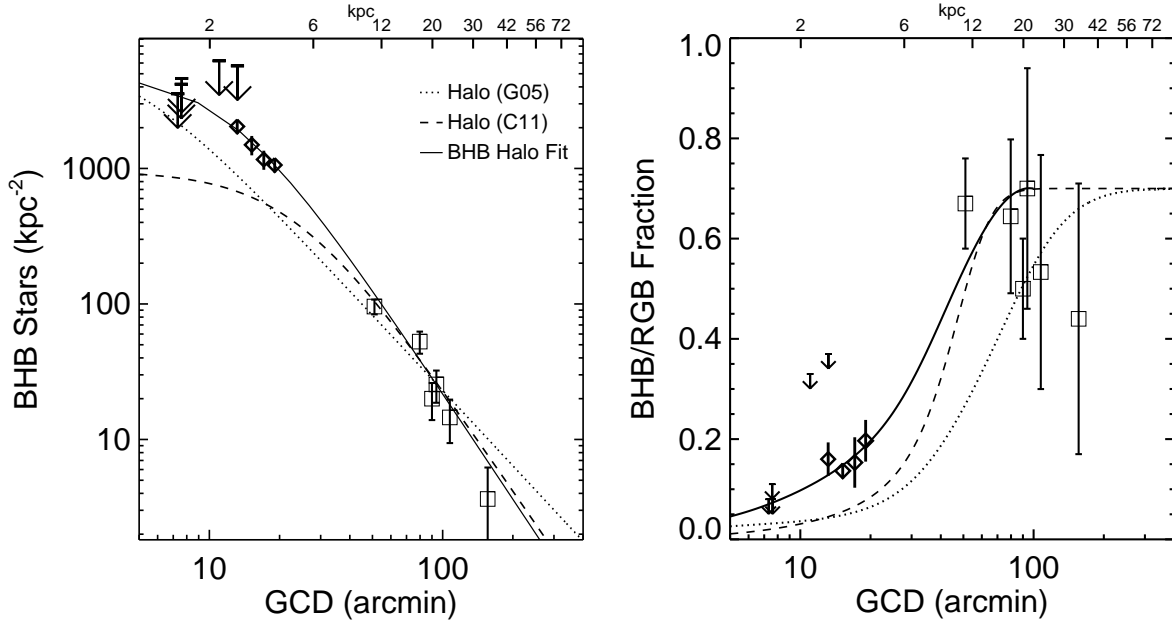 kpc
2 6 12 20 30 42 56 72
BHB Stars (kpc-2)
1000
100
10
Halo (G05)
Halo (C11)
BHB Halo Fit
10 100
GCD (arcmin)
kpc
2 6 12 20 30 42 56 72
BHB/RGB Fraction
1.0
0.8
0.6
0.4
0.2
0.0
10 100
GCD (arcmin)